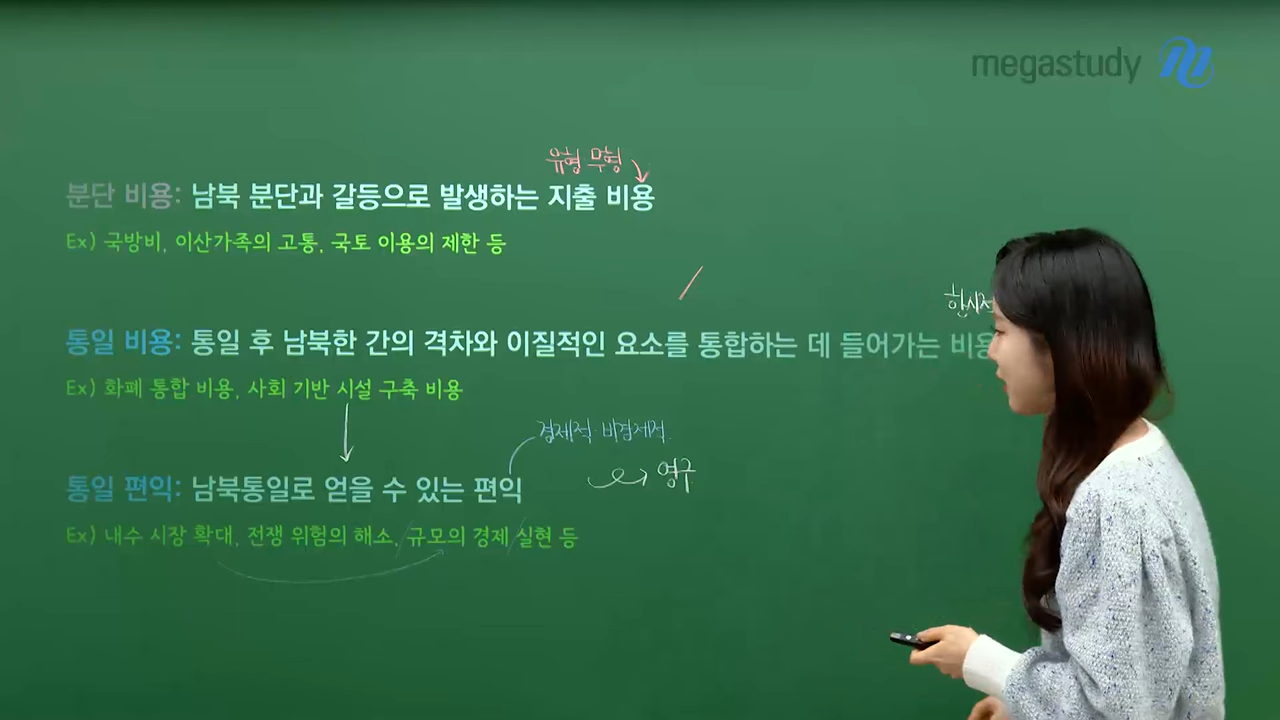 megastudy
유형 무형
분단 비용: 남북 분단과 갈등으로 발생하는 지출 비용
Ex) 국방비, 이산가족의 고통, 국토 이용의 제한 등
한시적
통일 비용: 통일 후 남북한 간의 격차와 이질적인 요소를 통합하는 데 들어가는 비용
Ex) 화폐 통합 비용, 사회 기반 시설 구축 비용
경제적·비경제적
영구
통일 편익: 남북통일로 얻을 수 있는 편익
Ex) 내수 시장 확대, 전쟁 위험의 해소, 규모의 경제 실현 등